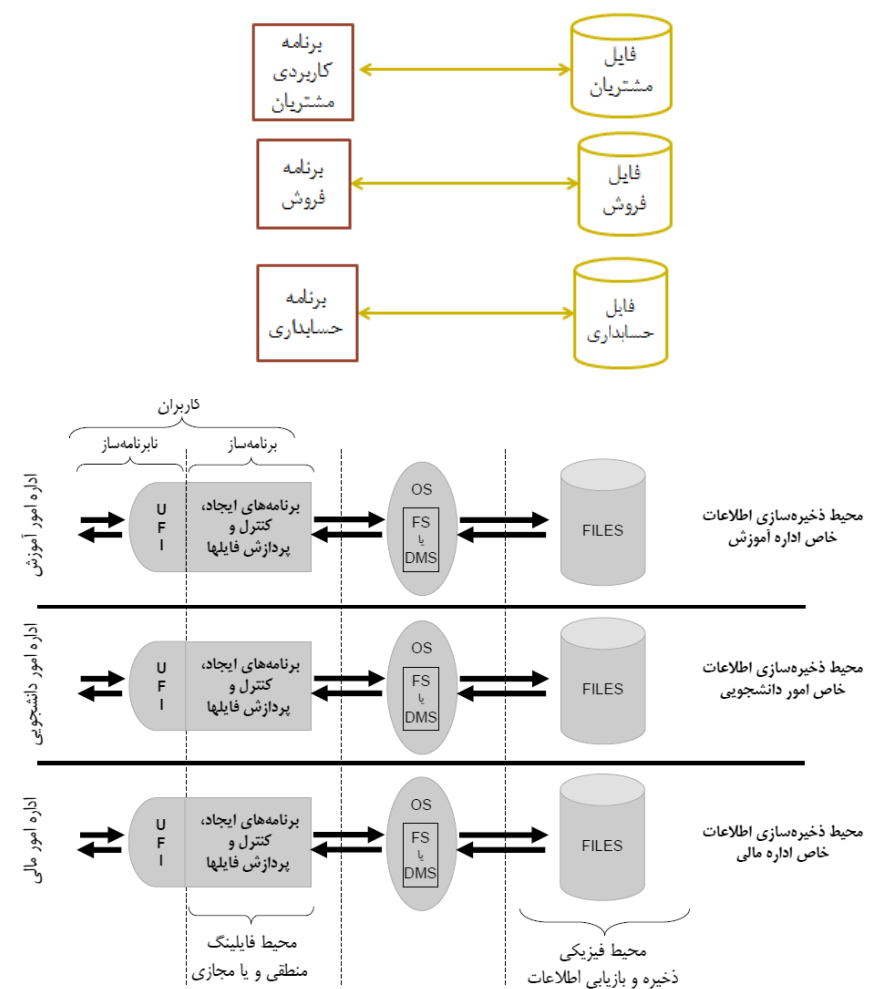 برنامه
کاربردی
مشتریان
فایل
مشتریان
برنامه
فروش
فایل
فروش
برنامه
حسابداری
فایل
حسابداری
کاربران
برنامه‌ساز
نابرنامه‌ساز
اداره امور آموزش
U
F
I
برنامه‌های ایجاد،
کنترل و
پردازش فایلها
OS
FS
یا
DMS
FILES
محیط ذخیره‌سازی اطلاعات
خاص اداره آموزش
اداره امور دانشجویی
U
F
I
برنامه‌های ایجاد،
کنترل و
پردازش فایلها
OS
FS
یا
DMS
FILES
محیط ذخیره‌سازی اطلاعات
خاص امور دانشجویی
اداره امور مالی
U
F
I
برنامه‌های ایجاد،
کنترل و
پردازش فایلها
OS
FS
یا
DMS
FILES
محیط ذخیره‌سازی اطلاعات
خاص اداره مالی
محیط فایلینگ
منطقی و یا مجازی
محیط فیزیکی
ذخیره و بازیابی اطلاعات